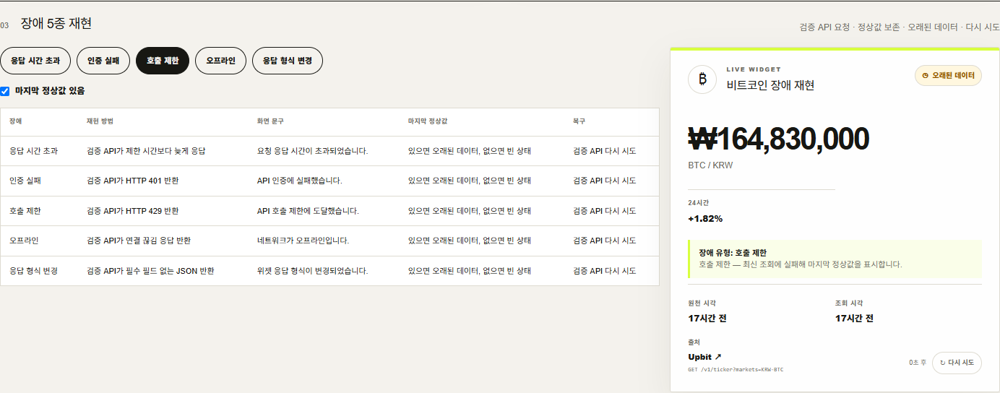 03 장애 5종 재현
검증 API 요청 · 정상값 보존 · 오래된 데이터 · 다시 시도
응답 시간 초과 인증 실패 호출 제한 오프라인 응답 형식 변경
마지막 정상값 있음
장애 재현 방법 화면 문구 마지막 정상값 복구
응답 시간 초과 검증 API가 제한 시간보다 늦게 응답 요청 응답 시간이 초과되었습니다. 있으면 오래된 데이터, 없으면 빈 상태 검증 API 다시 시도
인증 실패 검증 API가 HTTP 401 반환 API 인증에 실패했습니다. 있으면 오래된 데이터, 없으면 빈 상태 검증 API 다시 시도
호출 제한 검증 API가 HTTP 429 반환 API 호출 제한에 도달했습니다. 있으면 오래된 데이터, 없으면 빈 상태 검증 API 다시 시도
오프라인 검증 API가 연결 끊김 응답 반환 네트워크가 오프라인입니다. 있으면 오래된 데이터, 없으면 빈 상태 검증 API 다시 시도
응답 형식 변경 검증 API가 필수 필드 없는 JSON 반환 위젯 응답 형식이 변경되었습니다. 있으면 오래된 데이터, 없으면 빈 상태 검증 API 다시 시도
₿
LIVE WIDGET
비트코인 장애 재현
오래된 데이터
₩164,830,000
BTC / KRW
24시간
+1.82%
장애 유형: 호출 제한
호출 제한 — 최신 조회에 실패해 마지막 정상값을 표시합니다.
원천 시각 조회 시각
17시간 전 17시간 전
출처
Upbit ↗
0초 후 ↻ 다시 시도
GET /v1/ticker?markets=KRW-BTC